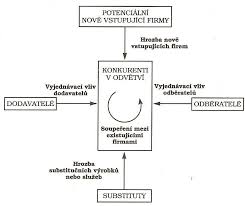 POTENCIÁLNÍ
NOVĚ VSTUPUJÍCÍ FIRMY
Hrozba nově
vstupujících firem
KONKURENTI
V ODVĚTVÍ
Vyjednávací vliv
dodavatelů
Vyjednávací vliv
odběratelů
DODAVATELÉ
ODBĚRATELÉ
Soupeření mezi
existujícími
firmami
Hrozba
substitučních výrobků
nebo služeb
SUBSTITUTY